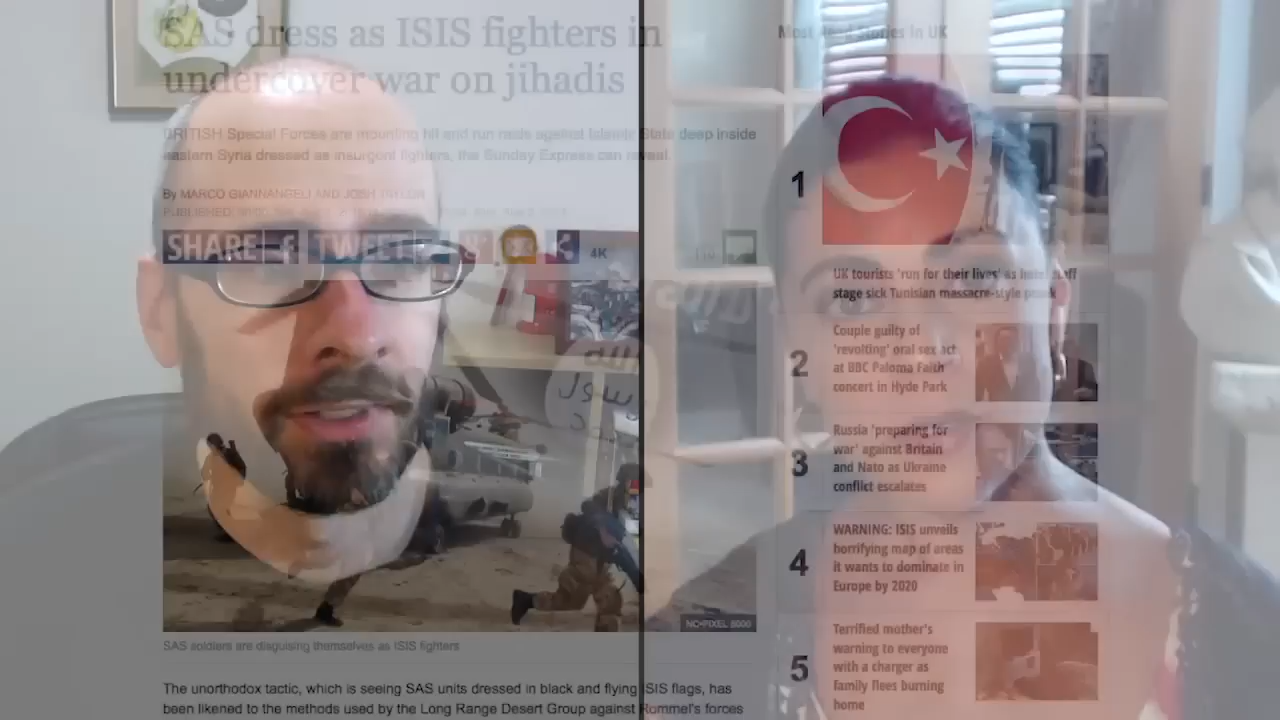 SAS dress as ISIS fighters in
undercover war on jihadis
BRITISH Special Forces are mounting hit and run raids against Islamic State deep inside
eastern Syria dressed as insurgent fighters, the Sunday Express can reveal.
By MARCO GIANNANGELI AND JOSH TAYLOR
PUBLISHED:
SHARE f TWEET
4K
SAS soldiers are disguising themselves as ISIS fighters
The unorthodox tactic, which is seeing SAS units dressed in black and flying ISIS flags, has
been likened to the methods used by the Long Range Desert Group against Rommel's forces
Most Read Stories in UK
1
UK tourists 'run for their lives' as hotel staff
stage sick Tunisian massacre-style prank
2
Couple guilty of
'revolting' oral sex act
at BBC Paloma Faith
concert in Hyde Park
3
Russia 'preparing for
war' against Britain
and Nato as Ukraine
conflict escalates
4
WARNING: ISIS unveils
horrifying map of areas
it wants to dominate in
Europe by 2020
5
Terrified mother's
warning to everyone
with a charger as
family flees burning
home